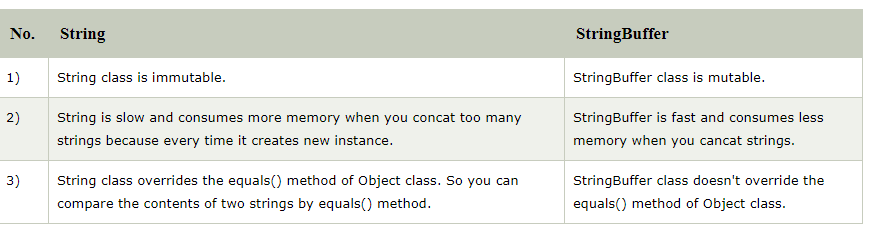 No. String StringBuffer
1) String class is immutable. StringBuffer class is mutable.
2) String is slow and consumes more memory when you concat too many StringBuffer is fast and consumes less
strings because every time it creates new instance. memory when you cancat strings.
3) String class overrides the equals() method of Object class. So you can StringBuffer class doesn't override the
compare the contents of two strings by equals() method. equals() method of Object class.